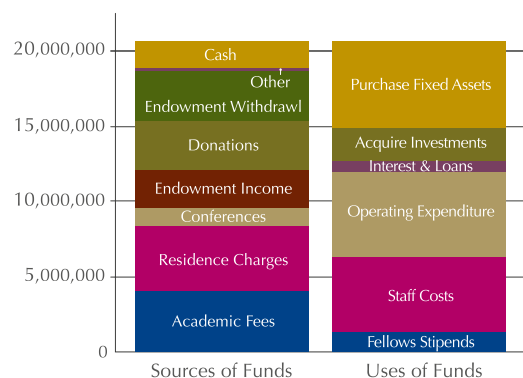 20,000,000
15,000,000
10,000,000
5,000,000
0
Cash
Other
Endowment Withdrawl
Donations
Endowment Income
Conferences
Residence Charges
Academic Fees
Purchase Fixed Assets
Acquire Investments
Interest & Loans
Operating Expenditure
Staff Costs
Fellows Stipends
Sources of Funds
Uses of Funds